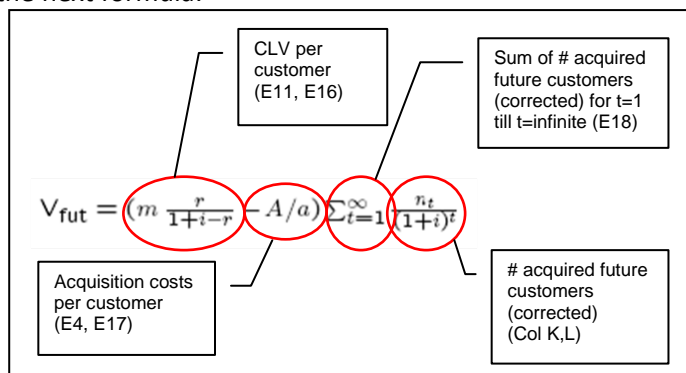 the next formula:
CLV per
customer
(E11, E16)
Sum of # acquired
future customers
(corrected) for t=1
till t=infinite (E18)
V_fut = (m r/(1+i−r) − A/a) ∑_{t=1}^{∞} n_t/(1+i)^t
Acquisition costs
per customer
(E4, E17)
# acquired future
customers
(corrected)
(Col K,L)